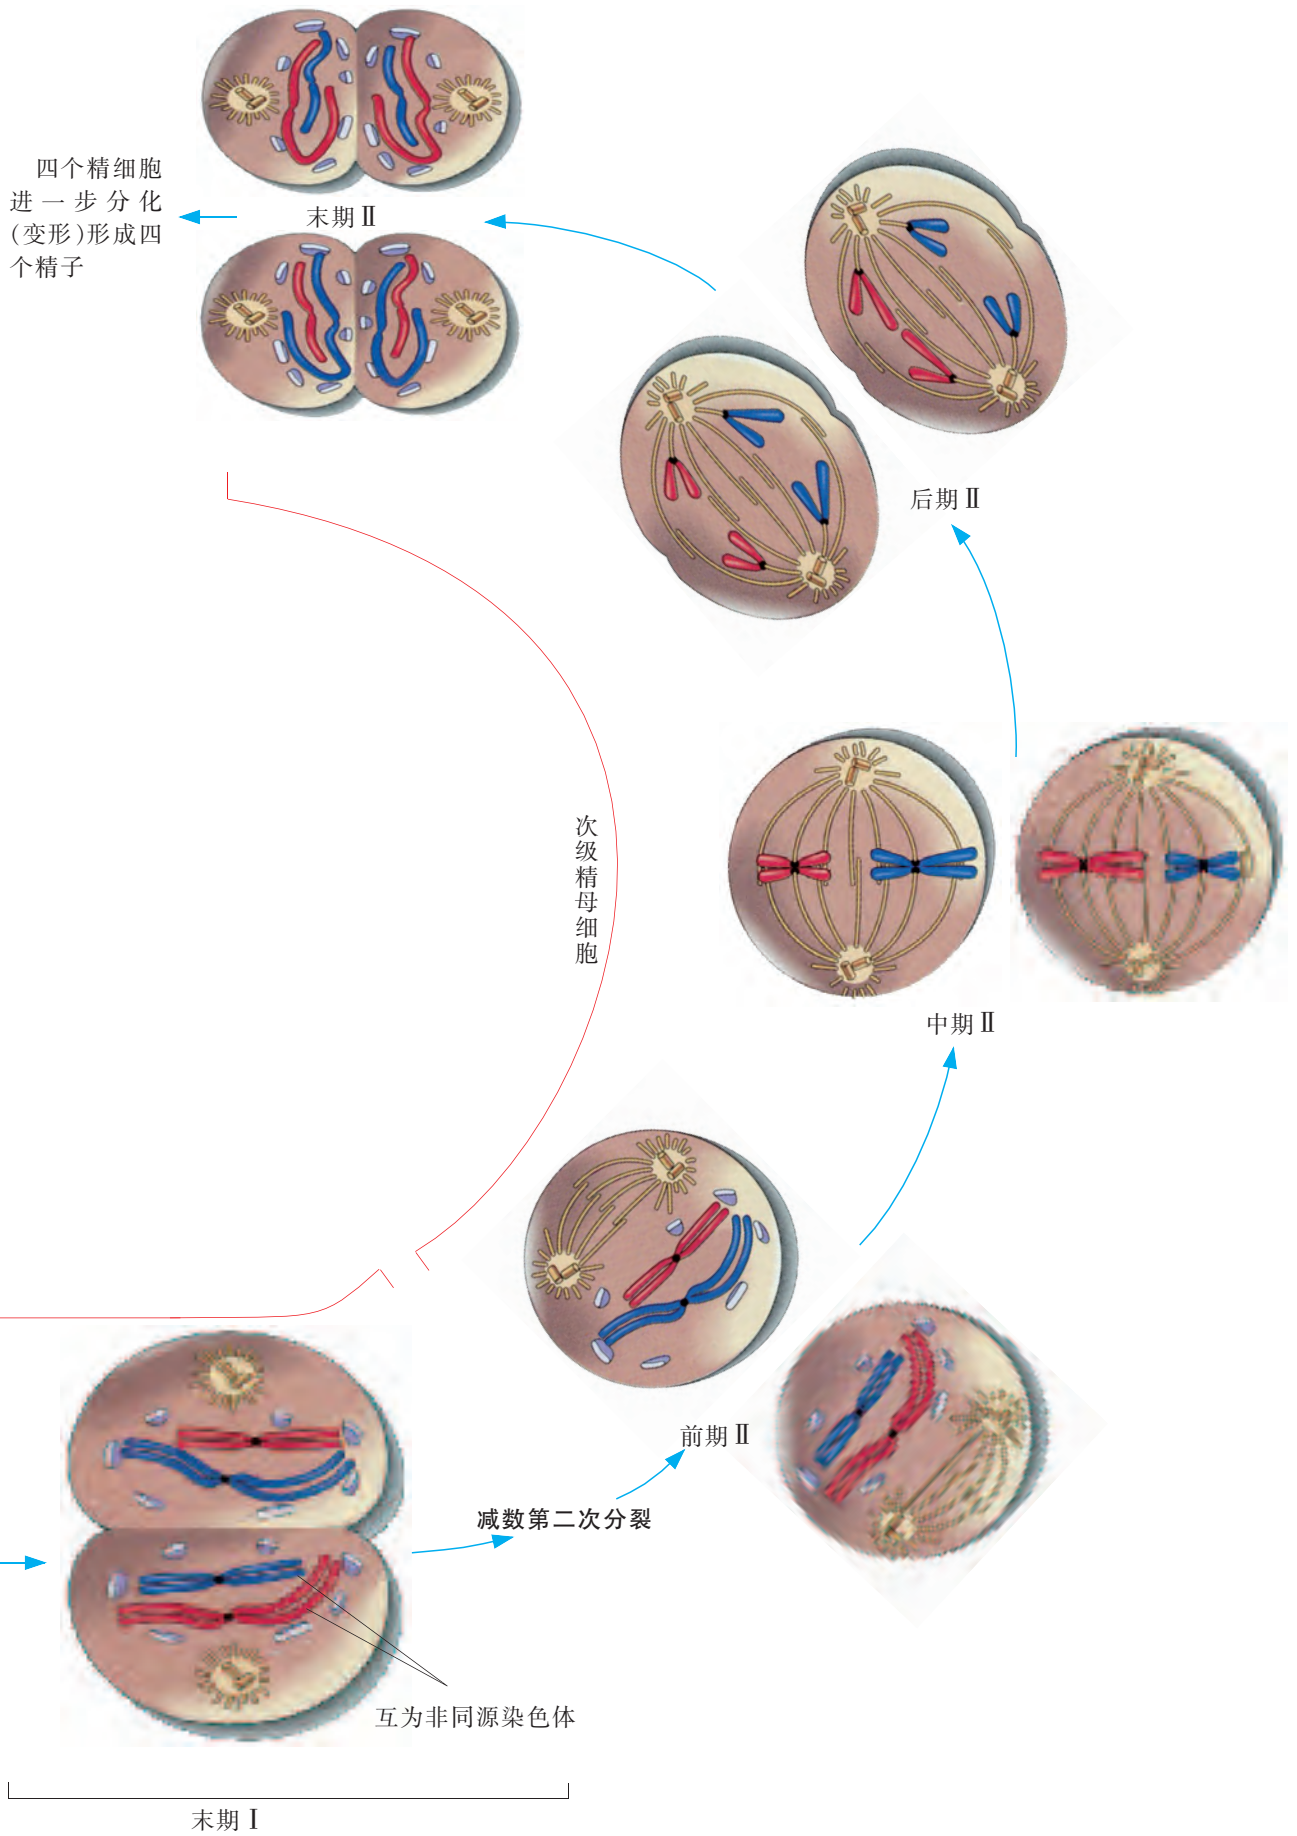 四个精细胞
进一步分化
(变形)形成四
个精子
末期Ⅱ
后期Ⅱ
次级精母细胞
中期Ⅱ
前期Ⅱ
减数第二次分裂
互为非同源染色体
末期Ⅰ